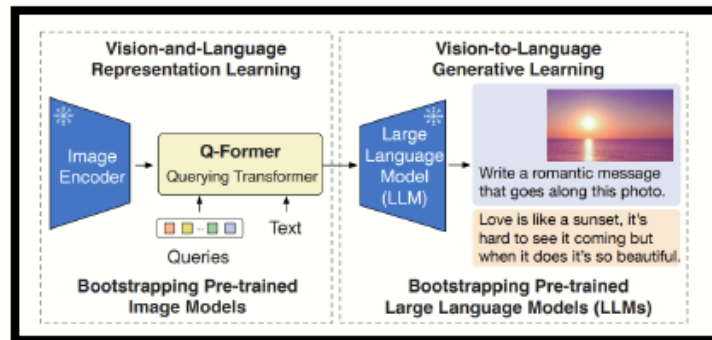 Vision-and-Language
Representation Learning
Image
Encoder
Q-Former
Querying Transformer
...
Queries
Text
Bootstrapping Pre-trained
Image Models
Vision-to-Language
Generative Learning
Large
Language
Model
(LLM)
Write a romantic message
that goes along this photo.
Love is like a sunset, it's
hard to see it coming but
when it does it's so beautiful.
Bootstrapping Pre-trained
Large Language Models (LLMs)